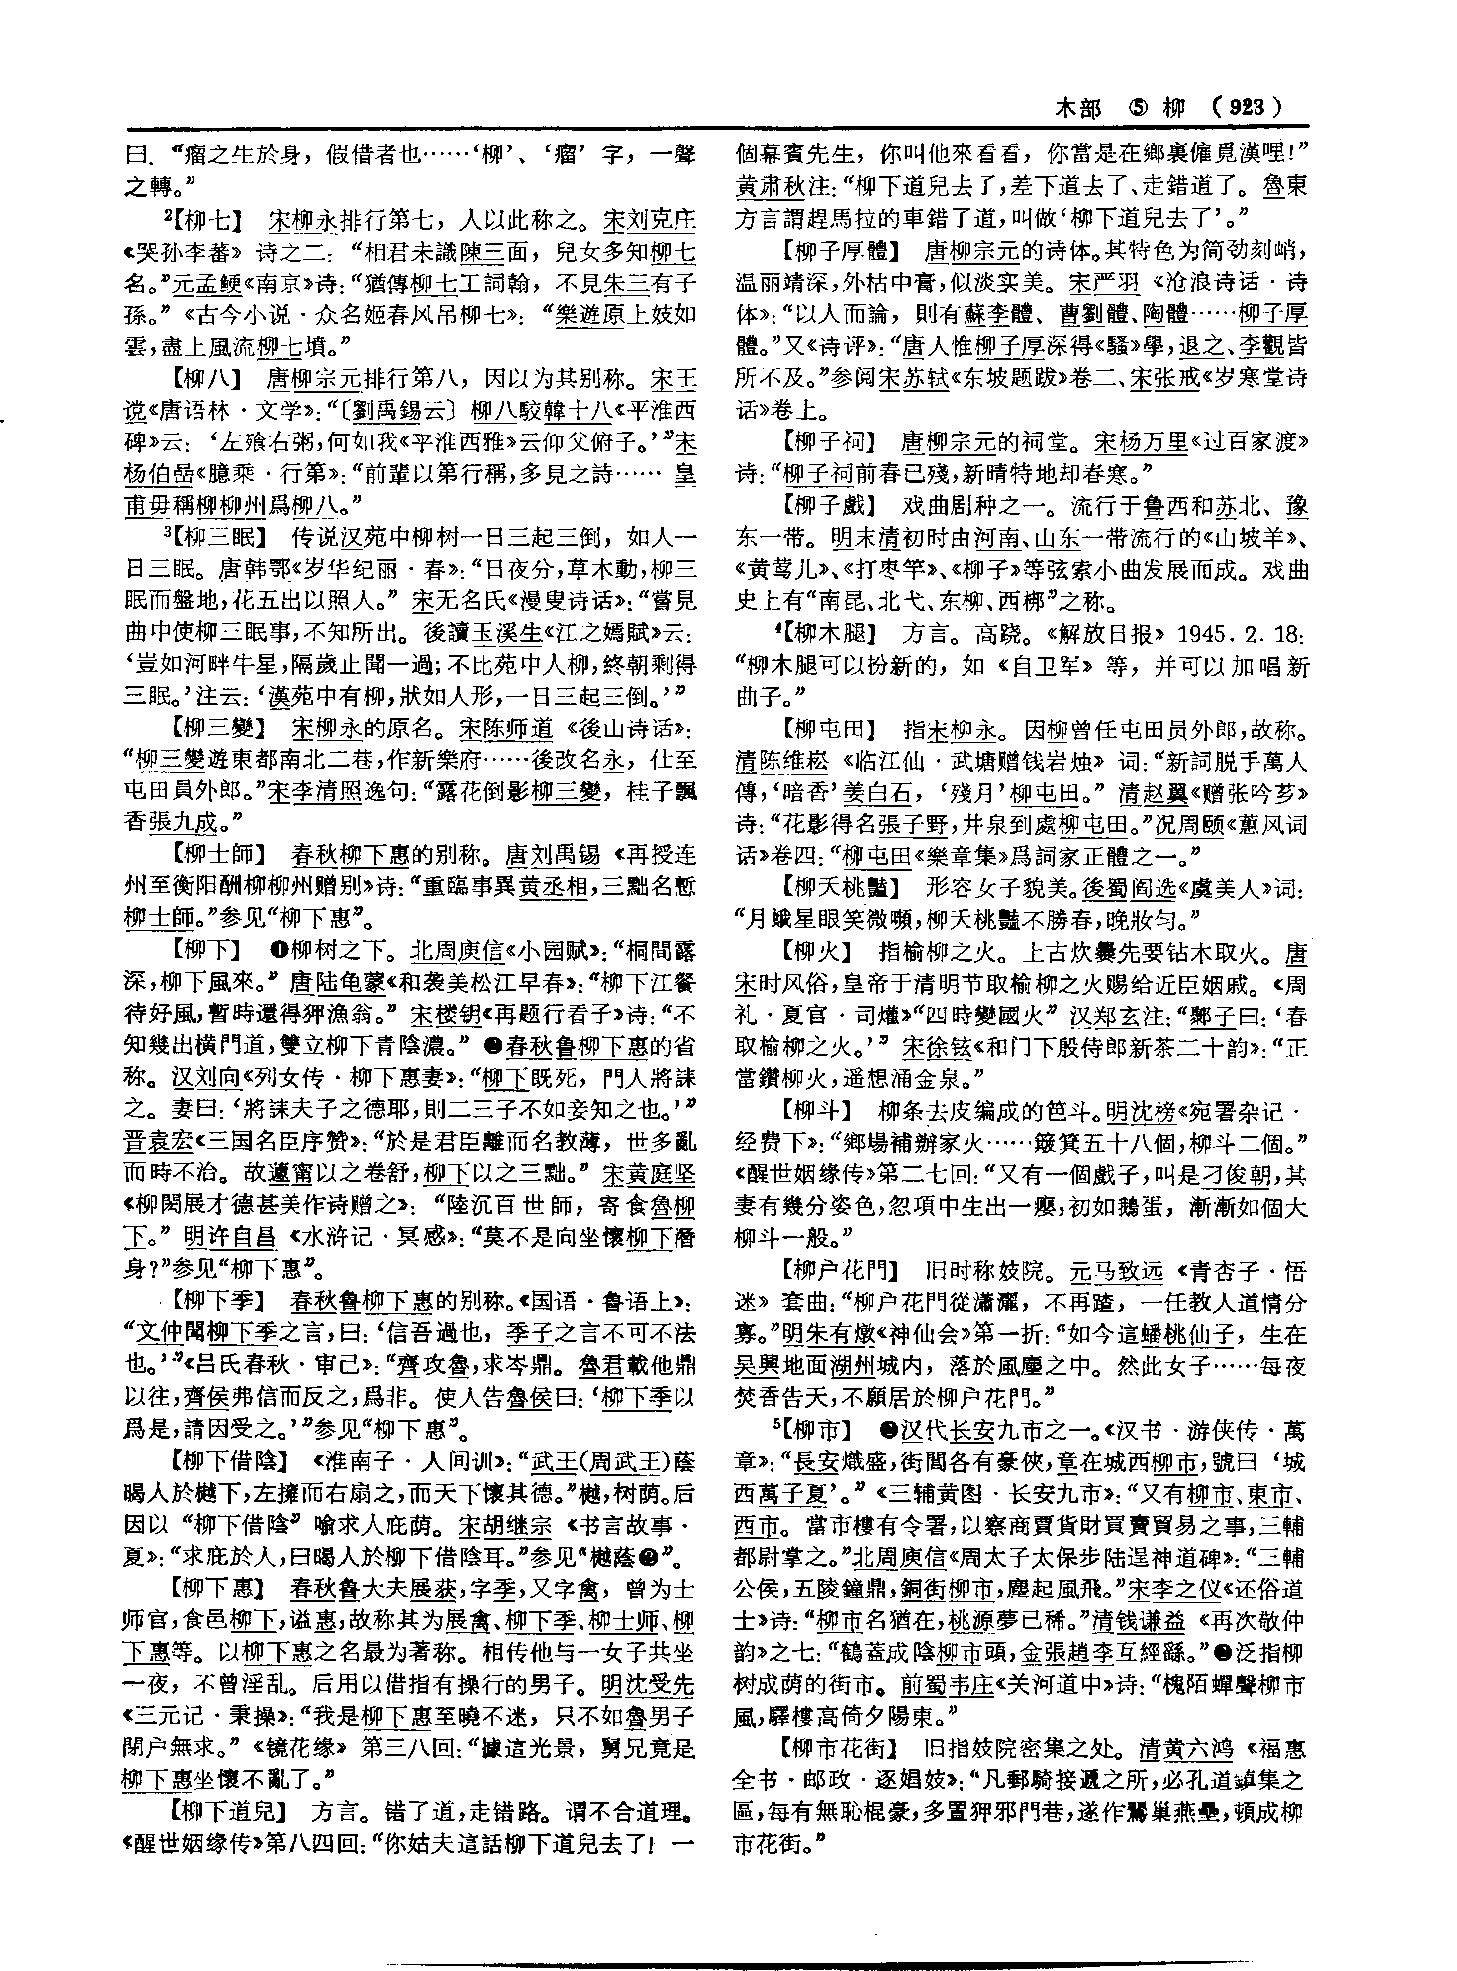 木部　⑤　柳　（923）
曰：“瘤之生於身，假借者也……‘柳’、‘瘤’字，一聲
之轉。”
²【柳七】　宋柳永排行第七，人以此称之。宋刘克庄
《哭孙李蕃》诗之二：“相君未識陳三面，兒女多知柳七
名。”元孟鲠《南京》诗：“猶傳柳七工詞翰，不見朱三有子
孫。”《古今小说·众名姬春风吊柳七》：“樂遊原上妓如
雲，盡上風流柳七墳。”
【柳八】　唐柳宗元排行第八，因以为其别称。宋王
谠《唐语林·文学》：“〔劉禹錫云〕柳八駮韓十八《平淮西
碑》云：‘左飧右粥，何如我《平淮西雅》云仰父俯子。’”宋
杨伯嵒《臆乘·行第》：“前輩以第行稱，多見之詩……皇
甫毋稱柳柳州爲柳八。”
³【柳三眠】　传说汉苑中柳树一日三起三倒，如人一
日三眠。唐韩鄂《岁华纪丽·春》：“日夜分，草木動，柳三
眠而盤地，花五出以照人。”宋无名氏《漫叟诗话》：“嘗見
曲中使柳三眠事，不知所出。後讀玉溪生《江之嫣賦》云：
‘豈如河畔牛星，隔歲止聞一過；不比苑中人柳，終朝剩得
三眠。’注云：‘漢苑中有柳，狀如人形，一日三起三倒。’”
【柳三變】　宋柳永的原名。宋陈师道《後山诗话》：
“柳三變遊東都南北二巷，作新樂府……後改名永，仕至
屯田員外郎。”宋李清照逸句：“露花倒影柳三變，桂子飄
香張九成。”
【柳士師】　春秋柳下惠的别称。唐刘禹锡《再授连
州至衡阳酬柳柳州赠别》诗：“重臨事異黄丞相，三黜名慙
柳士師。”参见“柳下惠”。
【柳下】　❶柳树之下。北周庾信《小园赋》：“桐間露
深，柳下風來。”唐陆龟蒙《和袭美松江早春》：“柳下江餐
待好風，暫時還得狎漁翁。”宋楼钥《再题行看子》诗：“不
知幾出橫門道，雙立柳下青陰濃。”❷春秋鲁柳下惠的省
称。汉刘向《列女传·柳下惠妻》：“柳下既死，門人將誄
之。妻曰：‘將誄夫子之德耶，則二三子不如妾知之也。’”
晋袁宏《三国名臣序赞》：“於是君臣離而名教薄，世多亂
而時不治。故蘧甯以之卷舒，柳下以之三黜。”宋黄庭坚
《柳闳展才德甚美作诗赠之》：“陸沉百世師，寄食魯柳
下。”明许自昌《水浒记·冥感》：“莫不是向坐懷柳下潛
身？”参见“柳下惠”。
【柳下季】　春秋鲁柳下惠的别称。《国语·鲁语上》：
“文仲聞柳下季之言，曰：‘信吾過也，季子之言不可不法
也。’”《吕氏春秋·审己》：“齊攻魯，求岑鼎。魯君載他鼎
以往，齊侯弗信而反之，爲非。使人告魯侯曰：‘柳下季以
爲是，請因受之。’”参见“柳下惠”。
【柳下借陰】　《淮南子·人间训》：“武王（周武王）蔭
暍人於樾下，左擁而右扇之，而天下懷其德。”樾，树荫。后
因以“柳下借陰”喻求人庇荫。宋胡继宗《书言故事·
夏》：“求庇於人，曰暍人於柳下借陰耳。”参见“樾蔭❷”。
【柳下惠】　春秋鲁大夫展获，字季，又字禽，曾为士
师官，食邑柳下，谥惠，故称其为展禽、柳下季、柳士师、柳
下惠等。以柳下惠之名最为著称。相传他与一女子共坐
一夜，不曾淫乱。后用以借指有操行的男子。明沈受先
《三元记·秉操》：“我是柳下惠至曉不迷，只不如魯男子
閉户無求。”《镜花缘》第三八回：“據這光景，舅兄竟是
柳下惠坐懷不亂了。”
【柳下道兒】　方言。错了道，走错路。谓不合道理。
《醒世姻缘传》第八四回：“你姑夫這話柳下道兒去了！一
個幕賓先生，你叫他來看看，你當是在鄉裏僱覓漢哩！”
黄肃秋注：“柳下道兒去了，差下道去了、走錯道了。魯東
方言謂趕馬拉的車錯了道，叫做‘柳下道兒去了’。”
【柳子厚體】　唐柳宗元的诗体。其特色为简劲刻峭，
温丽靖深，外枯中膏，似淡实美。宋严羽《沧浪诗话·诗
体》：“以人而論，則有蘇李體、曹劉體、陶體……柳子厚
體。”又《诗评》：“唐人惟柳子厚深得《騷》學，退之、李觀皆
所不及。”参阅宋苏轼《东坡题跋》卷二、宋张戒《岁寒堂诗
话》卷上。
【柳子祠】　唐柳宗元的祠堂。宋杨万里《过百家渡》
诗：“柳子祠前春已殘，新晴特地却春寒。”
【柳子戲】　戏曲剧种之一。流行于鲁西和苏北、豫
东一带。明末清初时由河南、山东一带流行的《山坡羊》、
《黄莺儿》、《打枣竿》、《柳子》等弦索小曲发展而成。戏曲
史上有“南昆、北弋、东柳、西梆”之称。
⁴【柳木腿】　方言。高跷。《解放日报》1945．2．18：
“柳木腿可以扮新的，如《自卫军》等，并可以加唱新
曲子。”
【柳屯田】　指宋柳永。因柳曾任屯田员外郎，故称。
清陈维崧《临江仙·武塘赠钱岩烛》词：“新詞脱手萬人
傳，‘暗香’姜白石，‘殘月’柳屯田。”清赵翼《赠张吟芗》
诗：“花影得名張子野，井泉到處柳屯田。”况周颐《蕙风词
话》卷四：“柳屯田《樂章集》爲詞家正體之一。”
【柳夭桃豔】　形容女子貌美。後蜀阎选《虞美人》词：
“月娥星眼笑微嚬，柳夭桃豔不勝春，晚妝匀。”
【柳火】　指榆柳之火。上古炊爨先要钻木取火。唐
宋时风俗，皇帝于清明节取榆柳之火赐给近臣姻戚。《周
礼·夏官·司爟》“四時變國火”汉郑玄注：“鄹子曰：‘春
取榆柳之火。’”宋徐铉《和门下殷侍郎新茶二十韵》：“正
當鑽柳火，遥想涌金泉。”
【柳斗】　柳条去皮编成的笆斗。明沈榜《宛署杂记·
经费下》：“鄉場補辦家火……簸箕五十八個，柳斗二個。”
《醒世姻缘传》第二七回：“又有一個戲子，叫是刁俊朝，其
妻有幾分姿色，忽項中生出一癭，初如鵝蛋，漸漸如個大
柳斗一般。”
【柳户花門】　旧时称妓院。元马致远《青杏子·悟
迷》套曲：“柳户花門從瀟灑，不再踏，一任教人道情分
寡。”明朱有燉《神仙会》第一折：“如今這蟠桃仙子，生在
吴興地面湖州城内，落於風塵之中。然此女子……每夜
焚香告天，不願居於柳户花門。”
⁵【柳市】　❶汉代长安九市之一。《汉书·游侠传·萬
章》：“長安熾盛，街閭各有豪俠，章在城西柳市，號曰‘城
西萬子夏’。”《三辅黄图·长安九市》：“又有柳市、東市、
西市。當市樓有令署，以察商賈貨財買賣貿易之事，三輔
都尉掌之。”北周庾信《周太子太保步陆逞神道碑》：“三輔
公侯，五陵鐘鼎，銅街柳市，塵起風飛。”宋李之仪《还俗道
士》诗：“柳市名猶在，桃源夢已稀。”清钱谦益《再次敬仲
韵》之七：“鶴蓋成陰柳市頭，金張趙李互經繇。”❷泛指柳
树成荫的街市。前蜀韦庄《关河道中》诗：“槐陌蟬聲柳市
風，驛樓高倚夕陽東。”
【柳市花街】　旧指妓院密集之处。清黄六鸿《福惠
全书·邮政·逐娼妓》：“凡郵騎接遞之所，必孔道鎮集之
區，每有無恥棍豪，多置狎邪門巷，遂作鶯巢燕壘，頓成柳
市花街。”